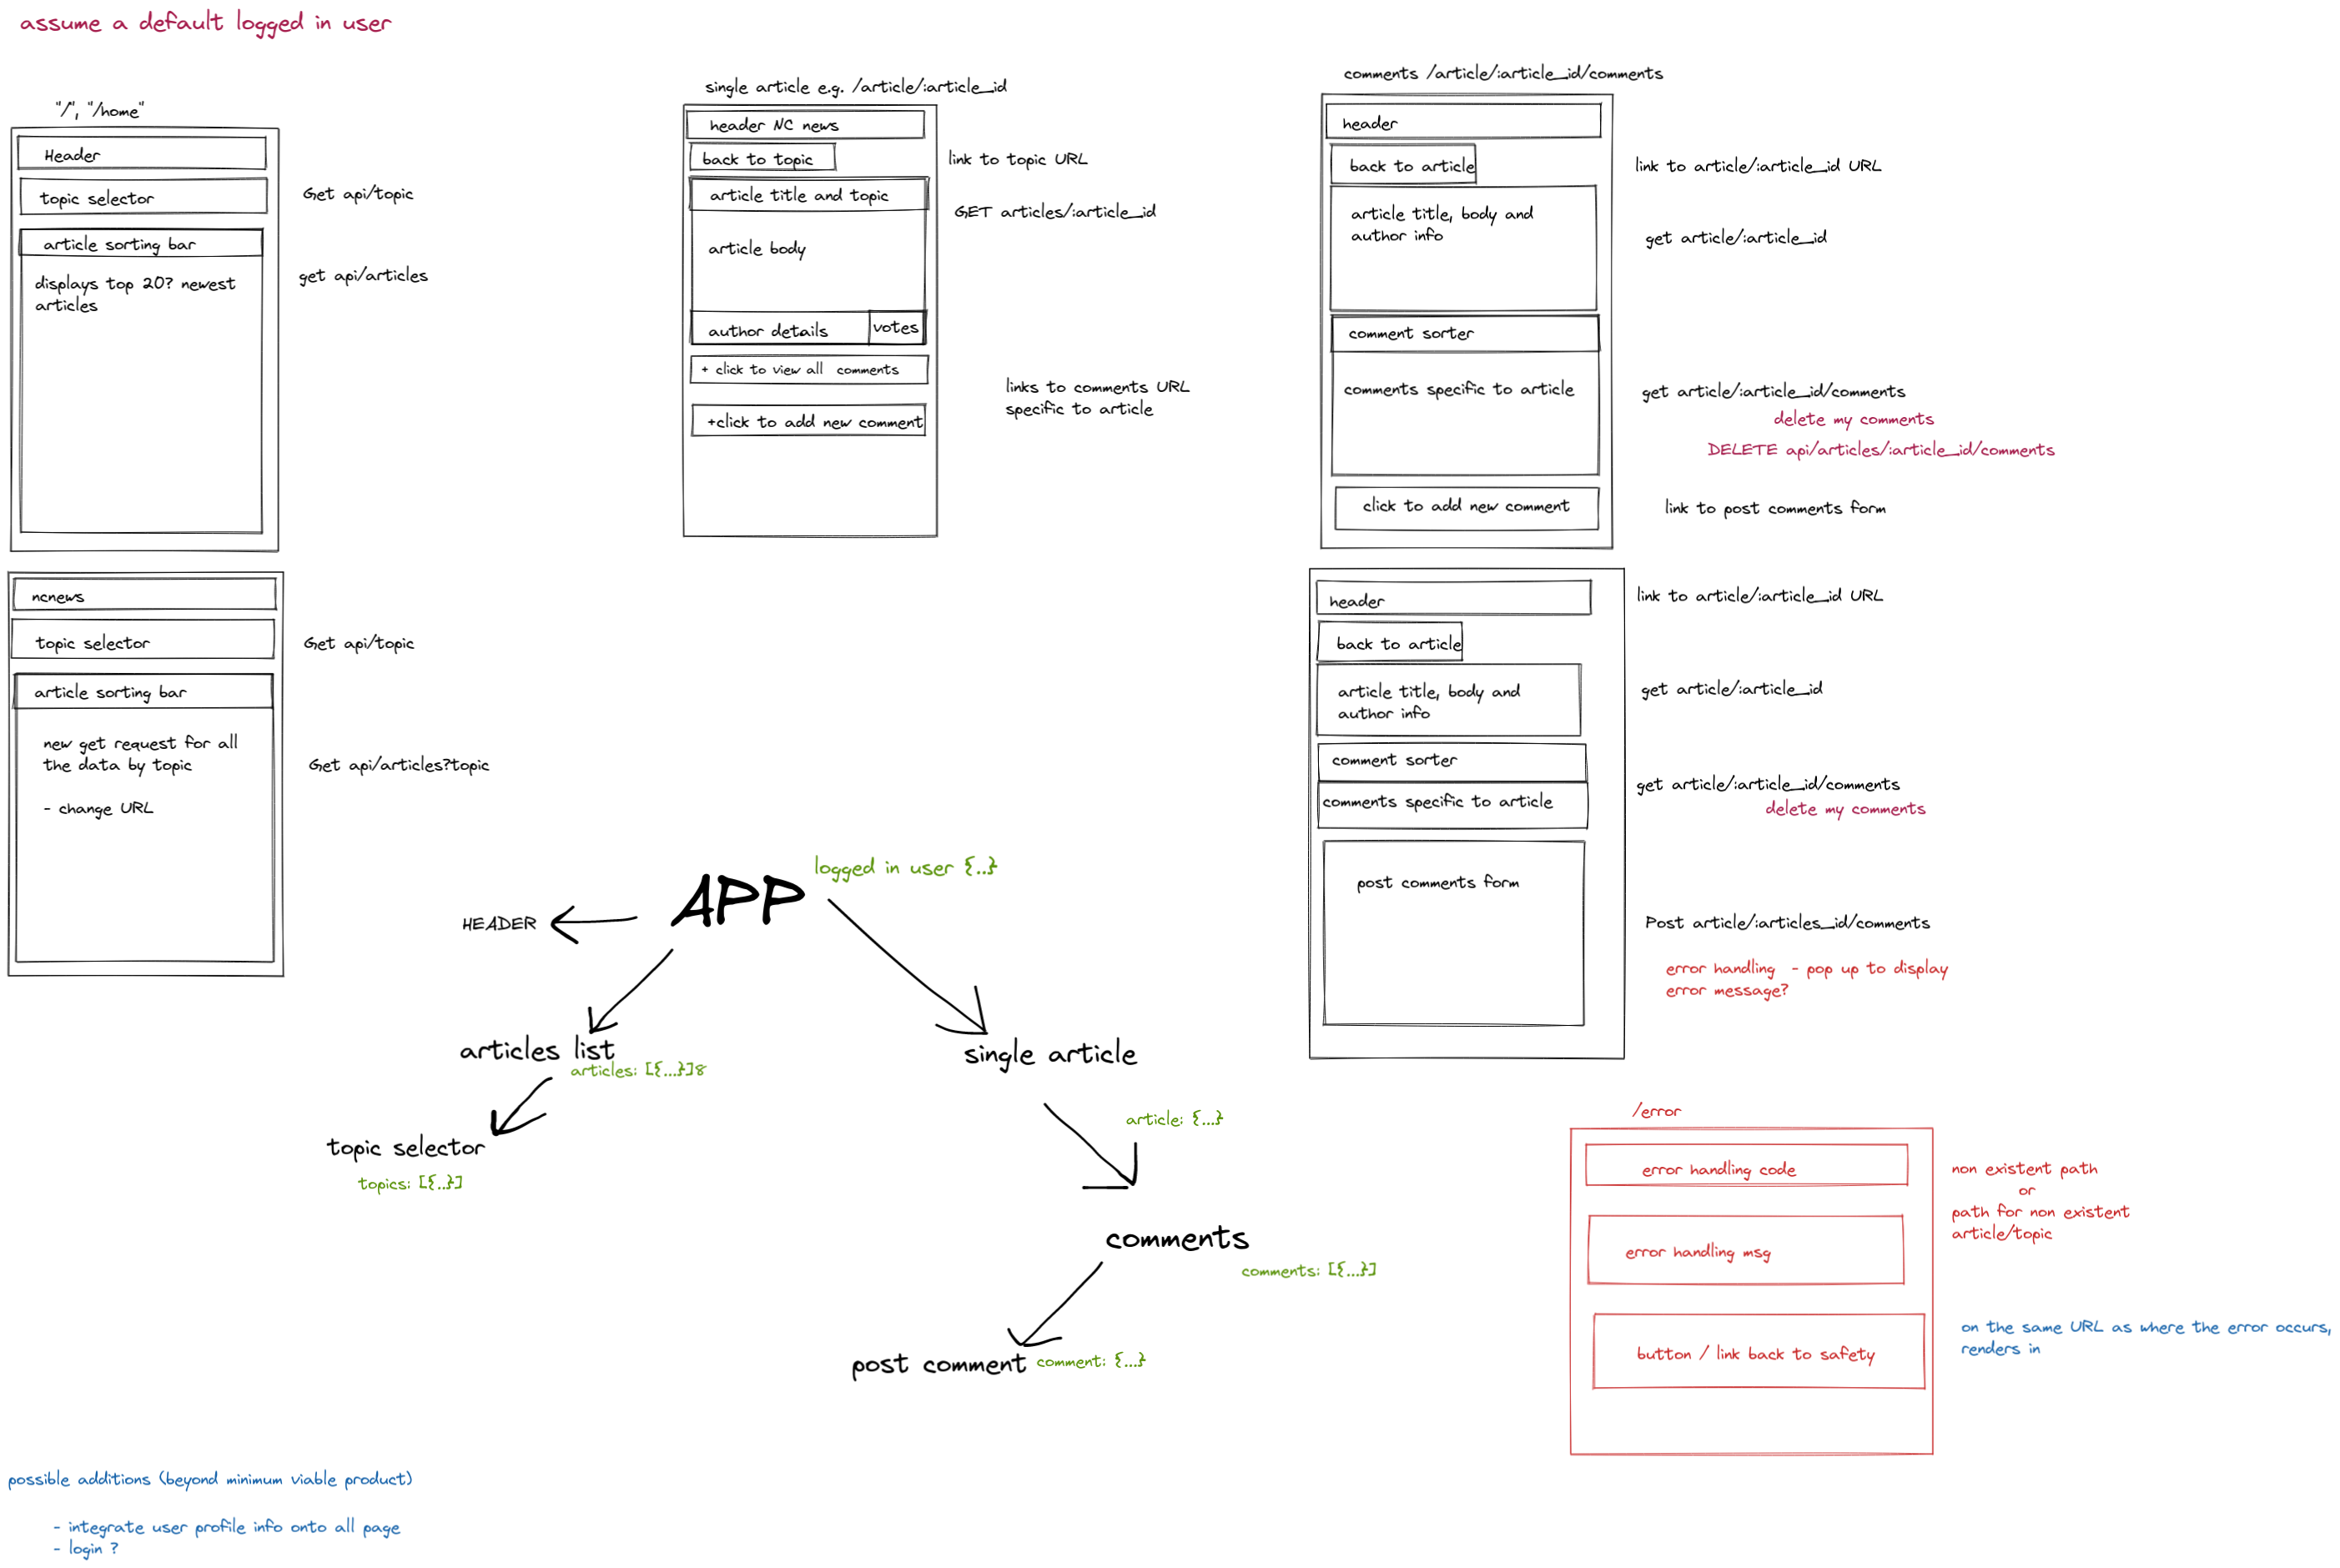 assume a default logged in user
"/", "/home"
Header
topic selector
Get api/topic
article sorting bar
get api/articles
displays top 20? newest
articles
ncnews
topic selector
Get api/topic
article sorting bar
new get request for all
the data by topic
Get api/articles?topic
- change URL
single article e.g. /article/:article_id
header NC news
back to topic
link to topic URL
article title and topic
GET articles/:article_id
article body
author details
votes
+ click to view all comments
links to comments URL
specific to article
+click to add new comment
comments /article/:article_id/comments
header
back to article
link to article/:article_id URL
article title, body and
author info
get article/:article_id
comment sorter
comments specific to article
get article/:article_id/comments
delete my comments
DELETE api/articles/:article_id/comments
click to add new comment
link to post comments form
header
link to article/:article_id URL
back to article
article title, body and
author info
get article/:article_id
comment sorter
comments specific to article
get article/:article_id/comments
delete my comments
post comments form
Post article/:articles_id/comments
error handling - pop up to display
error message?
APP
logged in user {..}
HEADER
articles list
articles: [{...}]8
topic selector
topics: [{..}]
single article
article: {...}
comments
comments: [{...}]
post comment
comment: {...}
/error
error handling code
non existent path
or
path for non existent
article/topic
error handling msg
button / link back to safety
on the same URL as where the error occurs,
renders in
possible additions (beyond minimum viable product)
- integrate user profile info onto all page
- login ?